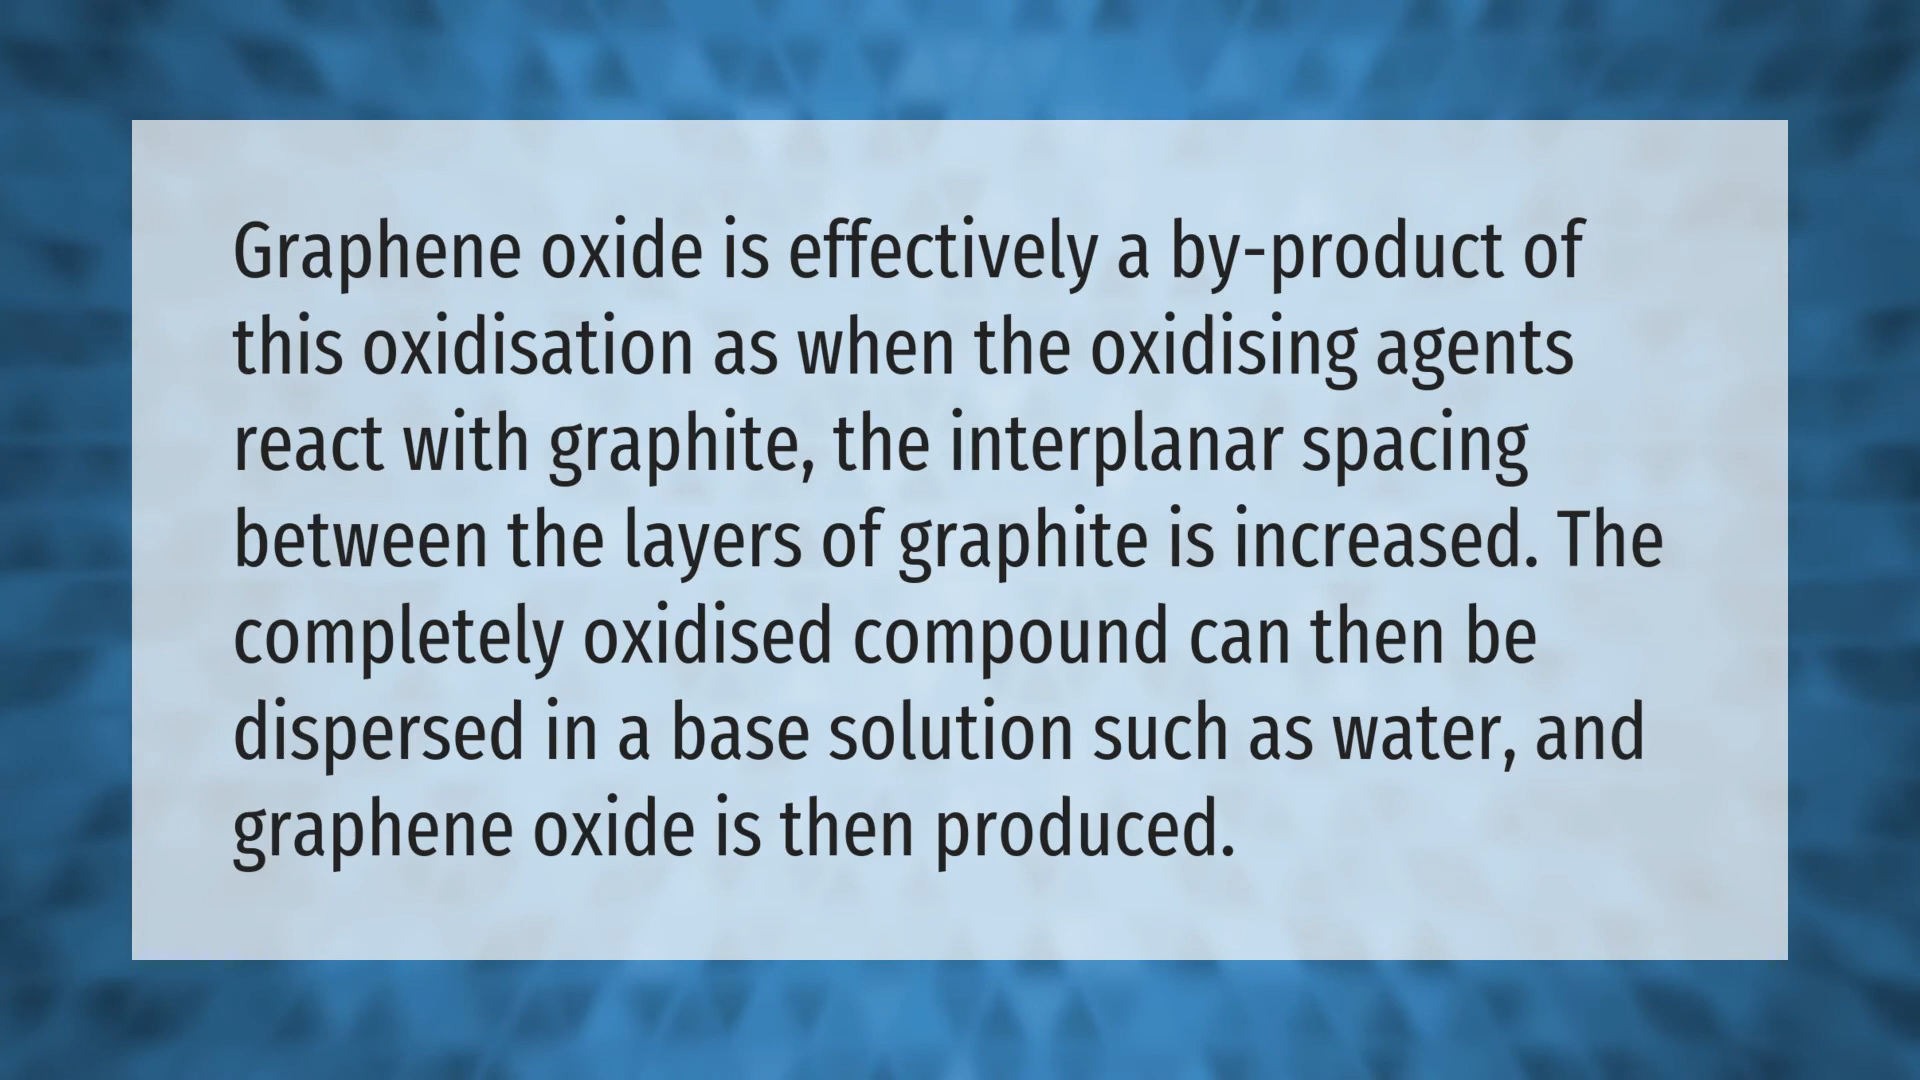 Graphene oxide is effectively a by-product of
this oxidisation as when the oxidising agents
react with graphite, the interplanar spacing
between the layers of graphite is increased. The
completely oxidised compound can then be
dispersed in a base solution such as water, and
graphene oxide is then produced.